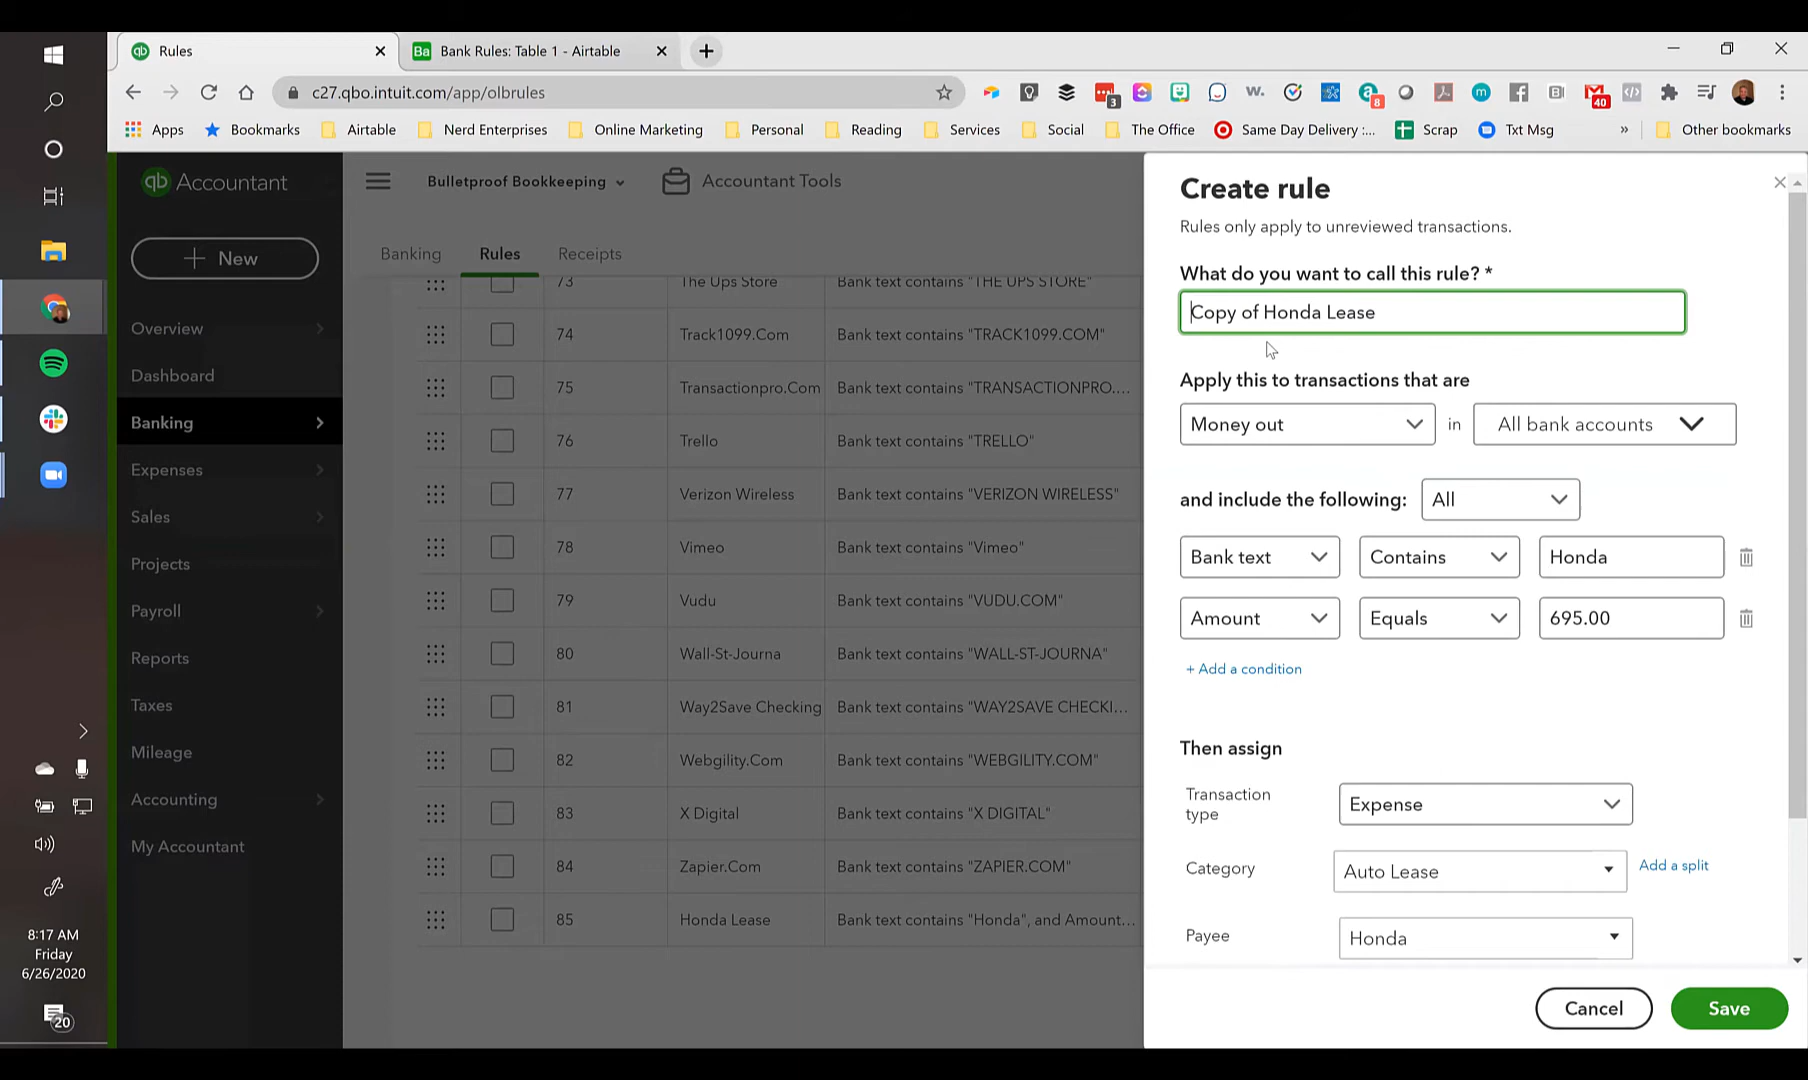 Rules
Bank Rules: Table 1 - Airtable
c27.qbo.intuit.com/app/olbrules
3
w.
8
m
40
Apps
Bookmarks
Airtable
Nerd Enterprises
Online Marketing
Personal
Reading
Services
Social
The Office
Same Day Delivery :...
Scrap
Txt Msg
»
Other bookmarks
qb Accountant
Bulletproof Bookkeeping
Accountant Tools
+ New
Banking
Rules
Receipts
Overview
Dashboard
Banking
Expenses
Sales
Projects
Payroll
Reports
Taxes
Mileage
Accounting
My Accountant
73 The Ups Store Bank text contains "THE UPS STORE"
74 Track1099.Com Bank text contains "TRACK1099.COM"
75 Transactionpro.Com Bank text contains "TRANSACTIONPRO....
76 Trello Bank text contains "TRELLO"
77 Verizon Wireless Bank text contains "VERIZON WIRELESS"
78 Vimeo Bank text contains "Vimeo"
79 Vudu Bank text contains "VUDU.COM"
80 Wall-St-Journa Bank text contains "WALL-ST-JOURNA"
81 Way2Save Checking Bank text contains "WAY2SAVE CHECKI...
82 Webgility.Com Bank text contains "WEBGILITY.COM"
83 X Digital Bank text contains "X DIGITAL"
84 Zapier.Com Bank text contains "ZAPIER.COM"
85 Honda Lease Bank text contains "Honda", and Amount...
Create rule
Rules only apply to unreviewed transactions.
What do you want to call this rule? *
Copy of Honda Lease
Apply this to transactions that are
Money out in All bank accounts
and include the following: All
Bank text Contains Honda
Amount Equals 695.00
+ Add a condition
Then assign
Transaction type Expense
Category Auto Lease Add a split
Payee Honda
Cancel Save
8:17 AM
Friday
6/26/2020
20